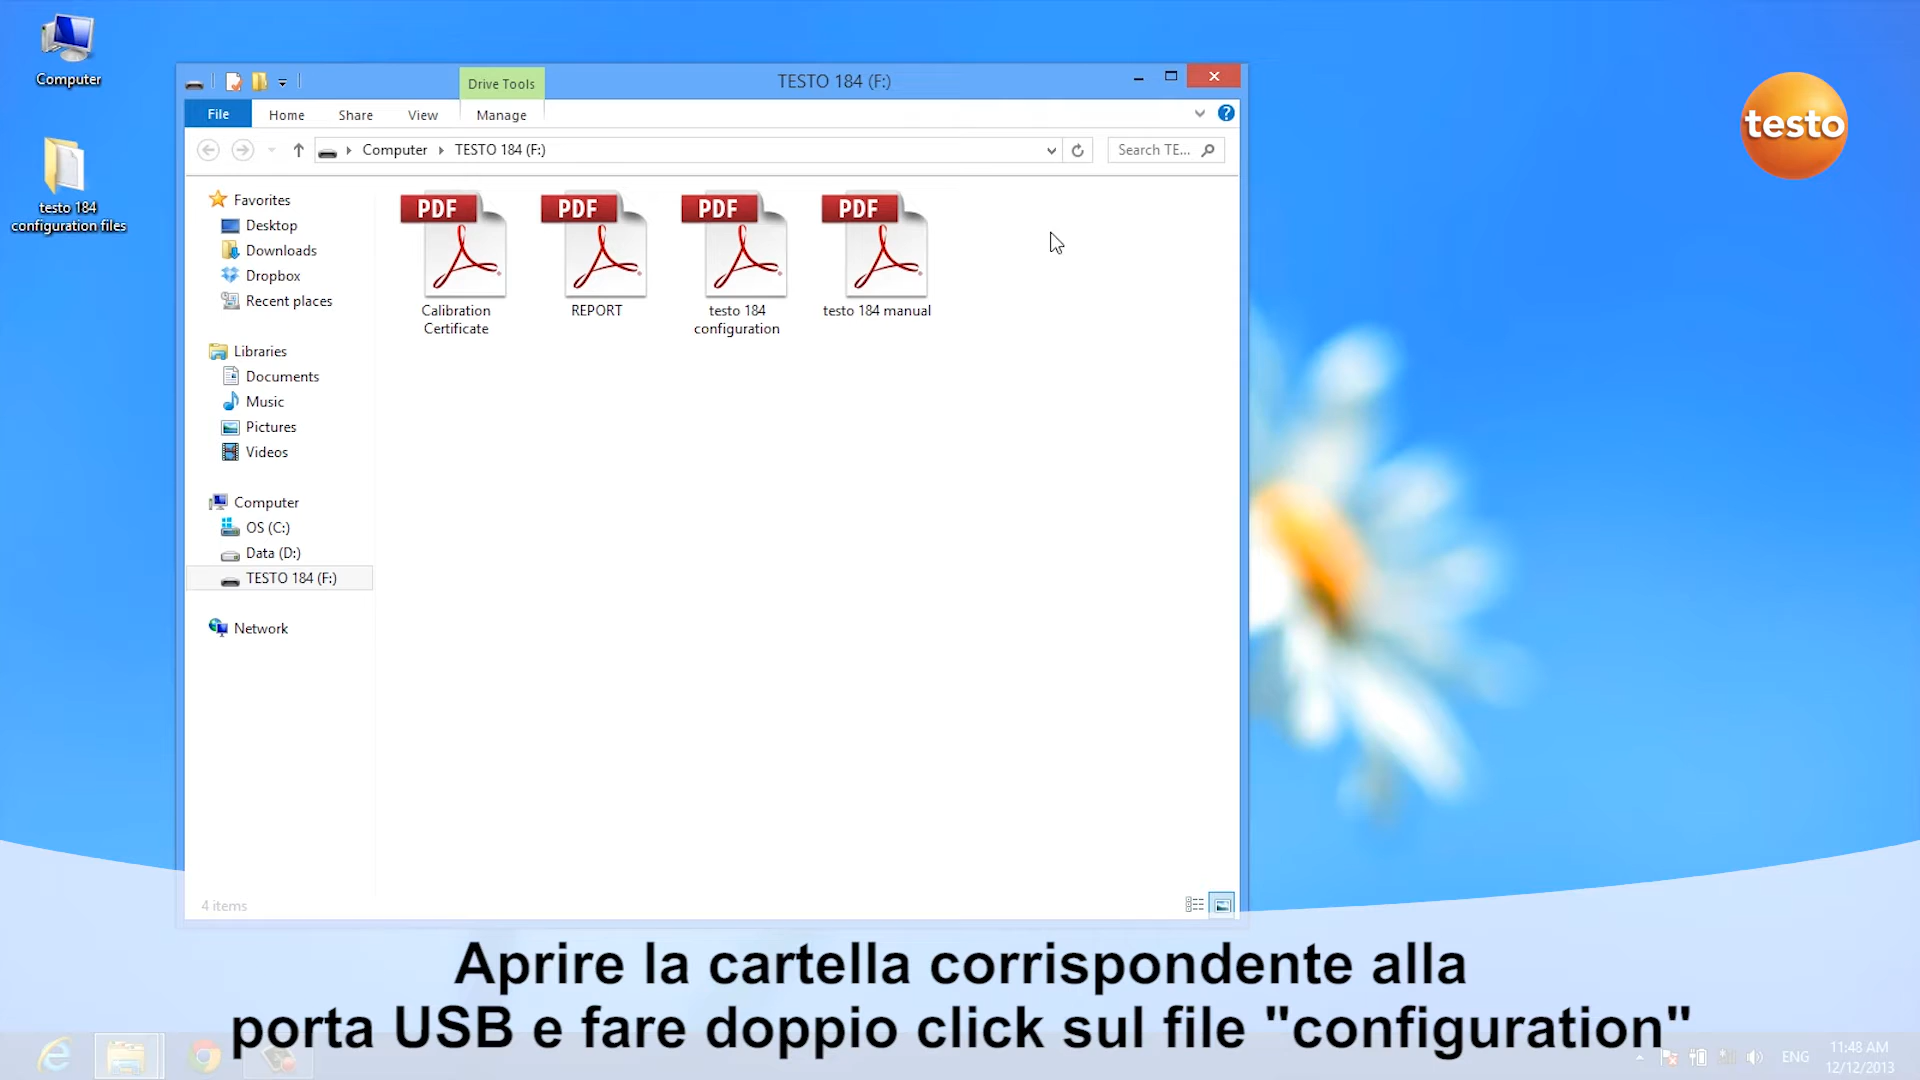 Computer
testo 184
configuration files
testo
Drive Tools
TESTO 184 (F:)
File
Home
Share
View
Manage
Computer
TESTO 184 (F:)
Search TE...
Favorites
Desktop
Downloads
Dropbox
Recent places
Libraries
Documents
Music
Pictures
Videos
Computer
OS (C:)
Data (D:)
TESTO 184 (F:)
Network
PDF
Calibration
Certificate
PDF
REPORT
PDF
testo 184
configuration
PDF
testo 184 manual
4 items
Aprire la cartella corrispondente alla
porta USB e fare doppio click sul file "configuration"
ENG
11:48 AM
12/12/2013